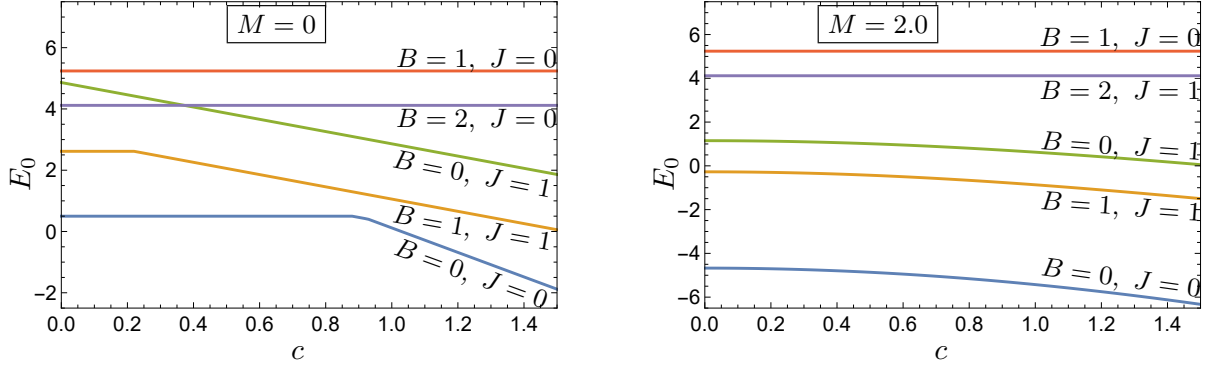 M = 0
B = 1, J = 0
B = 2, J = 0
B = 0, J = 1
B = 1, J = 1
B = 0, J = 0
E₀
6
4
2
0
−2
0.0 0.2 0.4 0.6 0.8 1.0 1.2 1.4
c
M = 2.0
B = 1, J = 0
B = 2, J = 1
B = 0, J = 1
B = 1, J = 1
B = 0, J = 0
E₀
6
4
2
0
−2
−4
−6
0.0 0.2 0.4 0.6 0.8 1.0 1.2 1.4
c